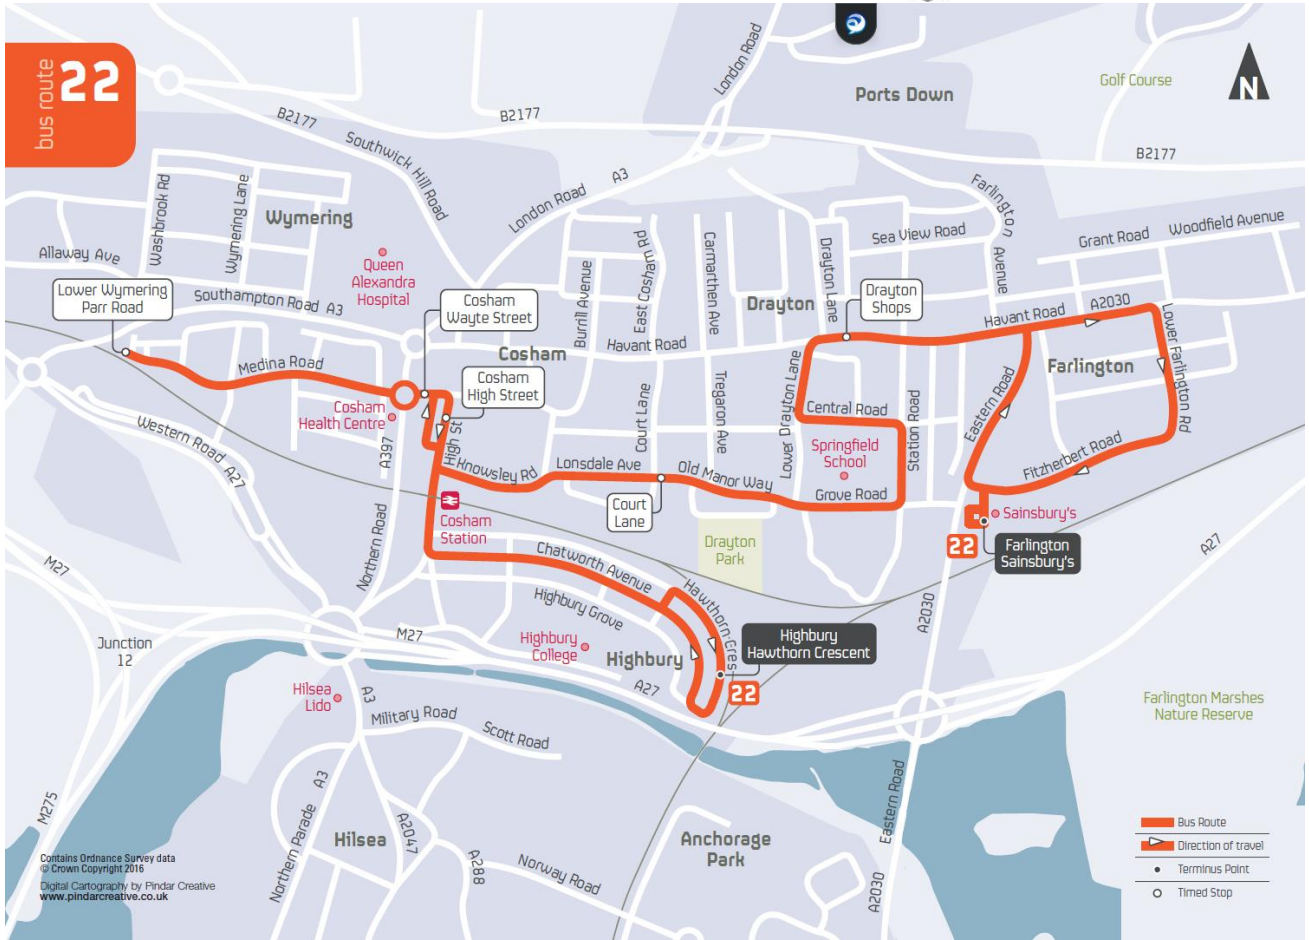 bus route
22
N
Golf Course
Ports Down
London Road
B2177
B2177
B2177
Southwick
Hill Road
London Road
A3
Farlington
Avenue
Washbrook Rd
Wymering Lane
Wymering
Allaway Ave
Queen
Alexandra
Hospital
Southampton Road A3
Lower Wymering
Parr Road
Cosham
Wayte Street
Burrill Avenue
East Cosham Rd
Carmarthen Ave
Drayton
Drayton Lane
Sea View Road
Grant Road
Woodfield Avenue
Drayton
Shops
Havant Road
A2030
Lower Farlington Rd
Medina Road
Cosham
Havant Road
Cosham
High Street
Farlington
Cosham
Health Centre
High St
Court Lane
Tregaron Ave
Lower Drayton Lane
Central Road
Station Road
Eastern Road
Fitzherbert Road
Springfield
School
Western Road
A27
A397
Knowsley Rd
Lonsdale Ave
Old Manor Way
Grove Road
Court
Lane
Cosham
Station
Northern Road
Drayton
Park
Sainsbury's
22
Farlington
Sainsbury's
A27
M27
Chatworth Avenue
Highbury Grove
Hawthorn Cres
A2030
Junction
12
M27
Highbury
College
Highbury
Highbury
Hawthorn Crescent
22
A27
Hilsea
Lido
A3
Military Road
Scott Road
Farlington Marshes
Nature Reserve
M275
A3
Northern Parade
Hilsea
A2047
A288
Norway Road
Anchorage
Park
Eastern Road
A2030
Bus Route
Direction of travel
Terminus Point
Timed Stop
Contains Ordnance Survey data
© Crown Copyright 2016
Digital Cartography by Pindar Creative
www.pindarcreative.co.uk